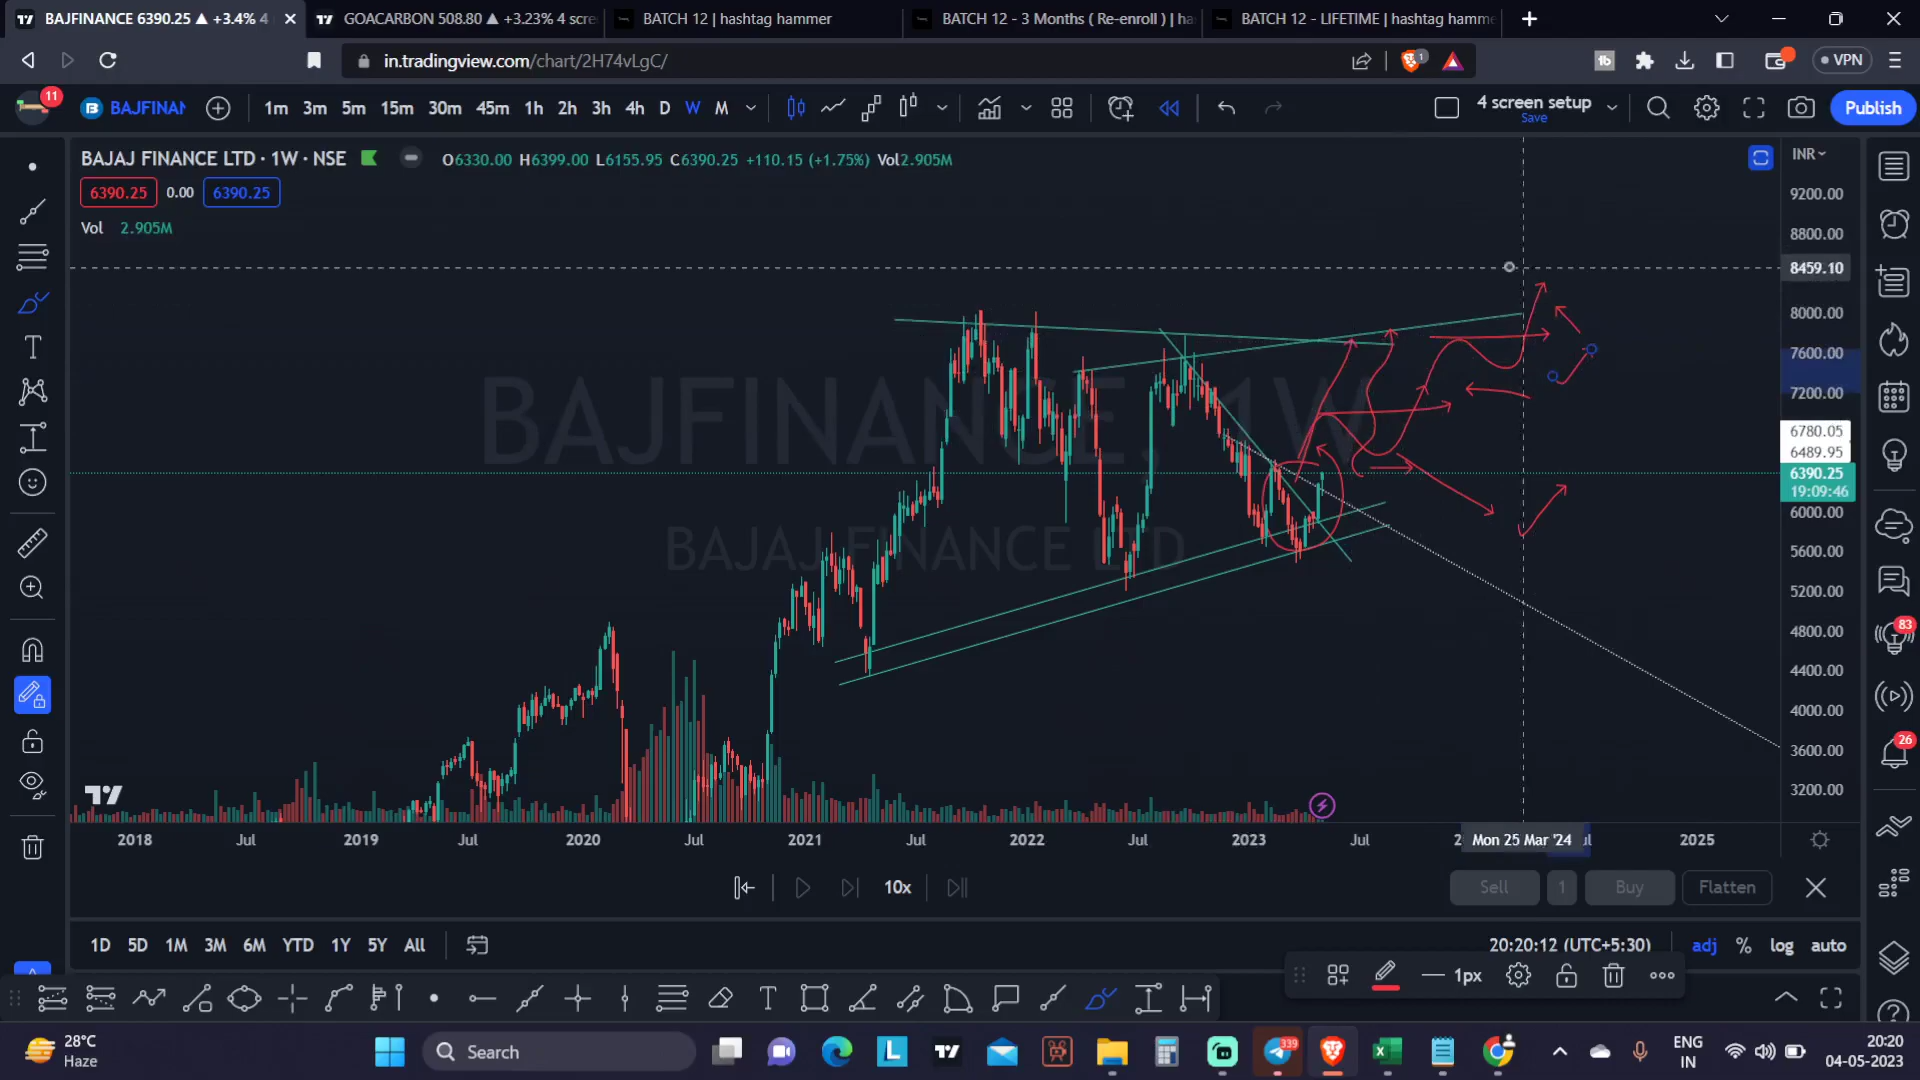 BAJFINANCE 6390.25 ▲ +3.4% 4
GOACARBON 508.80 ▲ +3.23% 4 scre
BATCH 12 | hashtag hammer
BATCH 12 - 3 Months ( Re-enroll ) | ha
BATCH 12 - LIFETIME | hashtag hamme
in.tradingview.com/chart/2H74vLgC/
1
VPN
11
BAJFINAN
1m 3m 5m 15m 30m 45m 1h 2h 3h 4h D W M
4 screen setup
Save
Publish
BAJAJ FINANCE LTD · 1W · NSE
O6330.00 H6399.00 L6155.95 C6390.25 +110.15 (+1.75%) Vol2.905M
INR
6390.25 0.00 6390.25
Vol 2.905M
9200.00
8800.00
8459.10
8000.00
7600.00
7200.00
6780.05
6489.95
6390.25
19:09:46
6000.00
5600.00
5200.00
4800.00
4400.00
4000.00
3600.00
3200.00
BAJFINANCE, 1W
BAJAJ FINANCE LTD
83
26
2018 Jul 2019 Jul 2020 Jul 2021 Jul 2022 Jul 2023 Jul Mon 25 Mar '24 2025
10x
Sell 1 Buy Flatten
1D 5D 1M 3M 6M YTD 1Y 5Y All
20:20:12 (UTC+5:30) adj % log auto
1px
28°C
Haze
Search
339
ENG
IN
20:20
04-05-2023